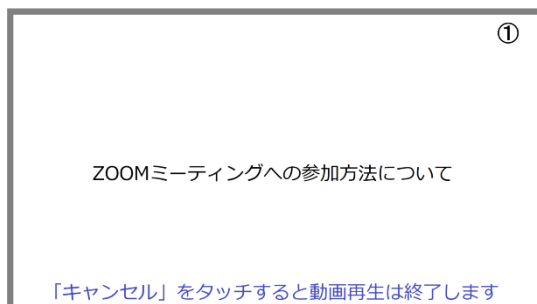 ①
ZOOMミーティングへの参加方法について
「キャンセル」をタッチすると動画再生は終了します